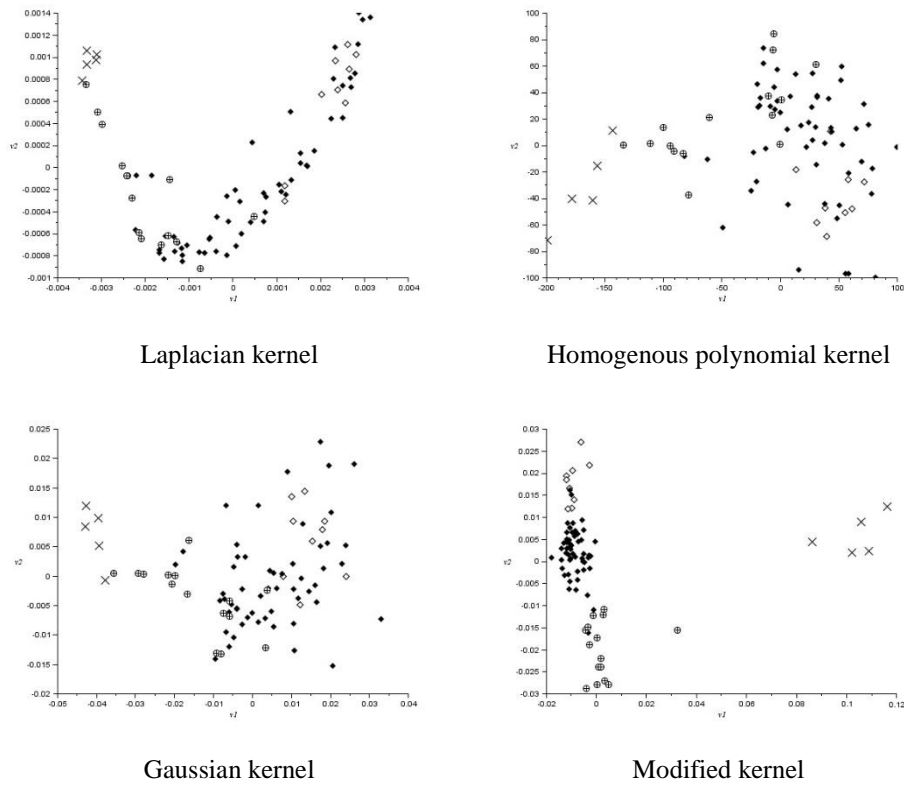 0.0014
0.0012
0.001
0.0008
0.0006
0.0004
v2
0.0002
0
-0.0002
-0.0004
-0.0006
-0.0008
-0.001
-0.004 -0.003 -0.002 -0.001 0 0.001 0.002 0.003 0.004
v1
Laplacian kernel
100
80
60
40
20
v2
0
-20
-40
-60
-80
-100
-200 -150 -100 -50 0 50 100
v1
Homogenous polynomial kernel
0.025
0.02
0.015
0.01
0.005
v2
0
-0.005
-0.01
-0.015
-0.02
-0.05 -0.04 -0.03 -0.02 -0.01 0 0.01 0.02 0.03 0.04
v1
Gaussian kernel
0.03
0.025
0.02
0.015
0.01
0.005
v2
0
-0.005
-0.01
-0.015
-0.02
-0.025
-0.03
-0.02 0 0.02 0.04 0.06 0.08 0.1 0.12
v1
Modified kernel